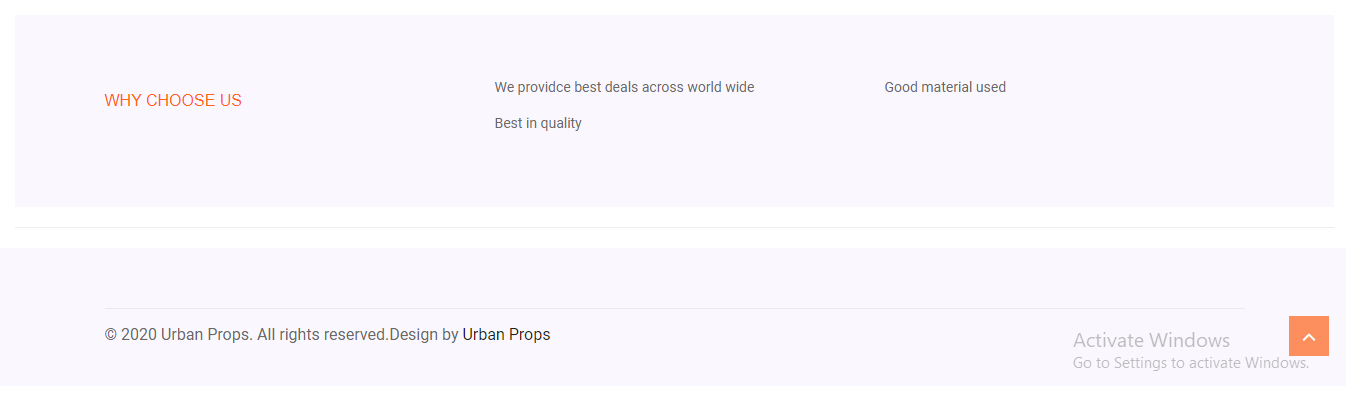 WHY CHOOSE US
We providce best deals across world wide
Good material used
Best in quality
© 2020 Urban Props. All rights reserved.Design by Urban Props
Activate Windows
Go to Settings to activate Windows.